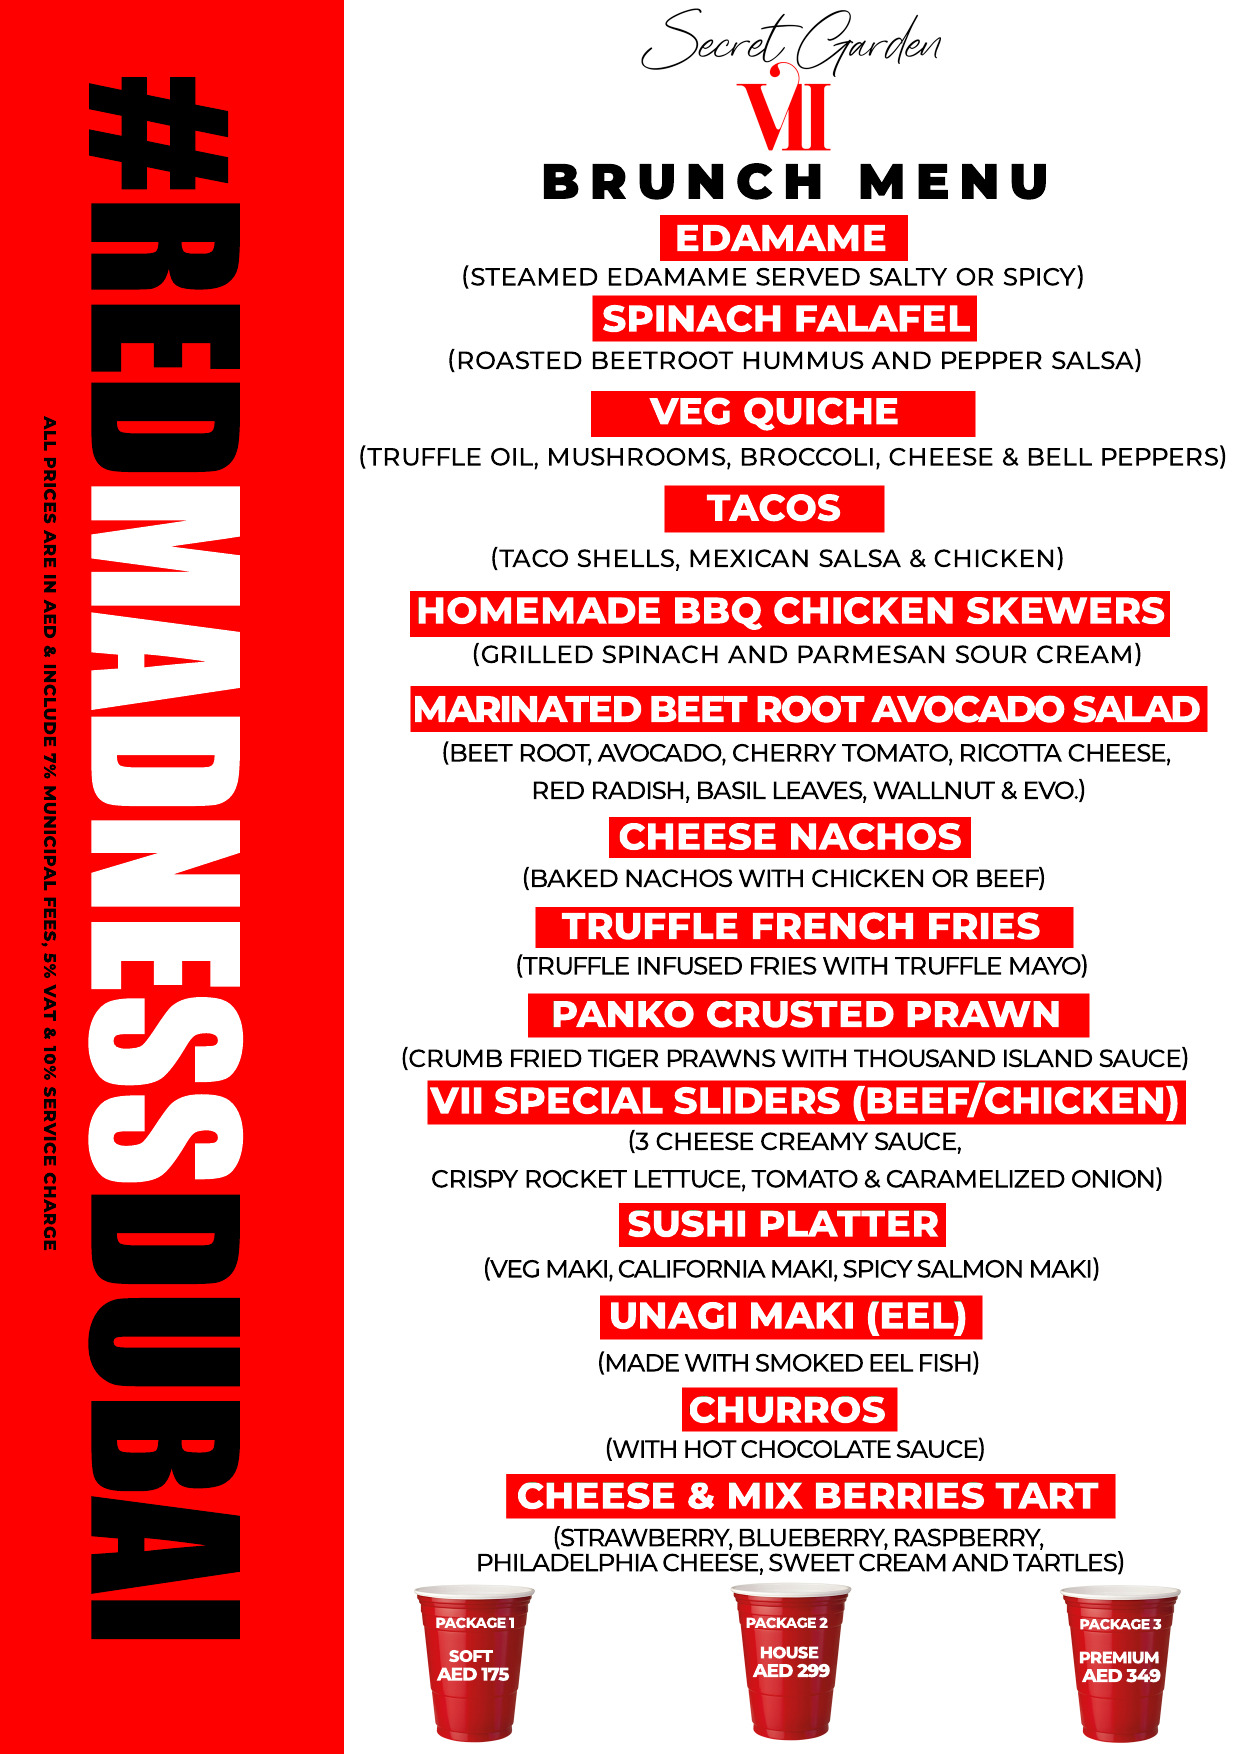 #REDMADNESSDUBAI
ALL PRICES ARE IN AED & INCLUDE 7% MUNICIPAL FEES, 5% VAT & 10% SERVICE CHARGE
Secret Garden
VII
BRUNCH MENU
EDAMAME
(STEAMED EDAMAME SERVED SALTY OR SPICY)
SPINACH FALAFEL
(ROASTED BEETROOT HUMMUS AND PEPPER SALSA)
VEG QUICHE
(TRUFFLE OIL, MUSHROOMS, BROCCOLI, CHEESE & BELL PEPPERS)
TACOS
(TACO SHELLS, MEXICAN SALSA & CHICKEN)
HOMEMADE BBQ CHICKEN SKEWERS
(GRILLED SPINACH AND PARMESAN SOUR CREAM)
MARINATED BEET ROOT AVOCADO SALAD
(BEET ROOT, AVOCADO, CHERRY TOMATO, RICOTTA CHEESE,
RED RADISH, BASIL LEAVES, WALLNUT & EVO.)
CHEESE NACHOS
(BAKED NACHOS WITH CHICKEN OR BEEF)
TRUFFLE FRENCH FRIES
(TRUFFLE INFUSED FRIES WITH TRUFFLE MAYO)
PANKO CRUSTED PRAWN
(CRUMB FRIED TIGER PRAWNS WITH THOUSAND ISLAND SAUCE)
VII SPECIAL SLIDERS (BEEF/CHICKEN)
(3 CHEESE CREAMY SAUCE,
CRISPY ROCKET LETTUCE, TOMATO & CARAMELIZED ONION)
SUSHI PLATTER
(VEG MAKI, CALIFORNIA MAKI, SPICY SALMON MAKI)
UNAGI MAKI (EEL)
(MADE WITH SMOKED EEL FISH)
CHURROS
(WITH HOT CHOCOLATE SAUCE)
CHEESE & MIX BERRIES TART
(STRAWBERRY, BLUEBERRY, RASPBERRY,
PHILADELPHIA CHEESE, SWEET CREAM AND TARTLES)
PACKAGE 1
SOFT
AED 175
PACKAGE 2
HOUSE
AED 299
PACKAGE 3
PREMIUM
AED 349